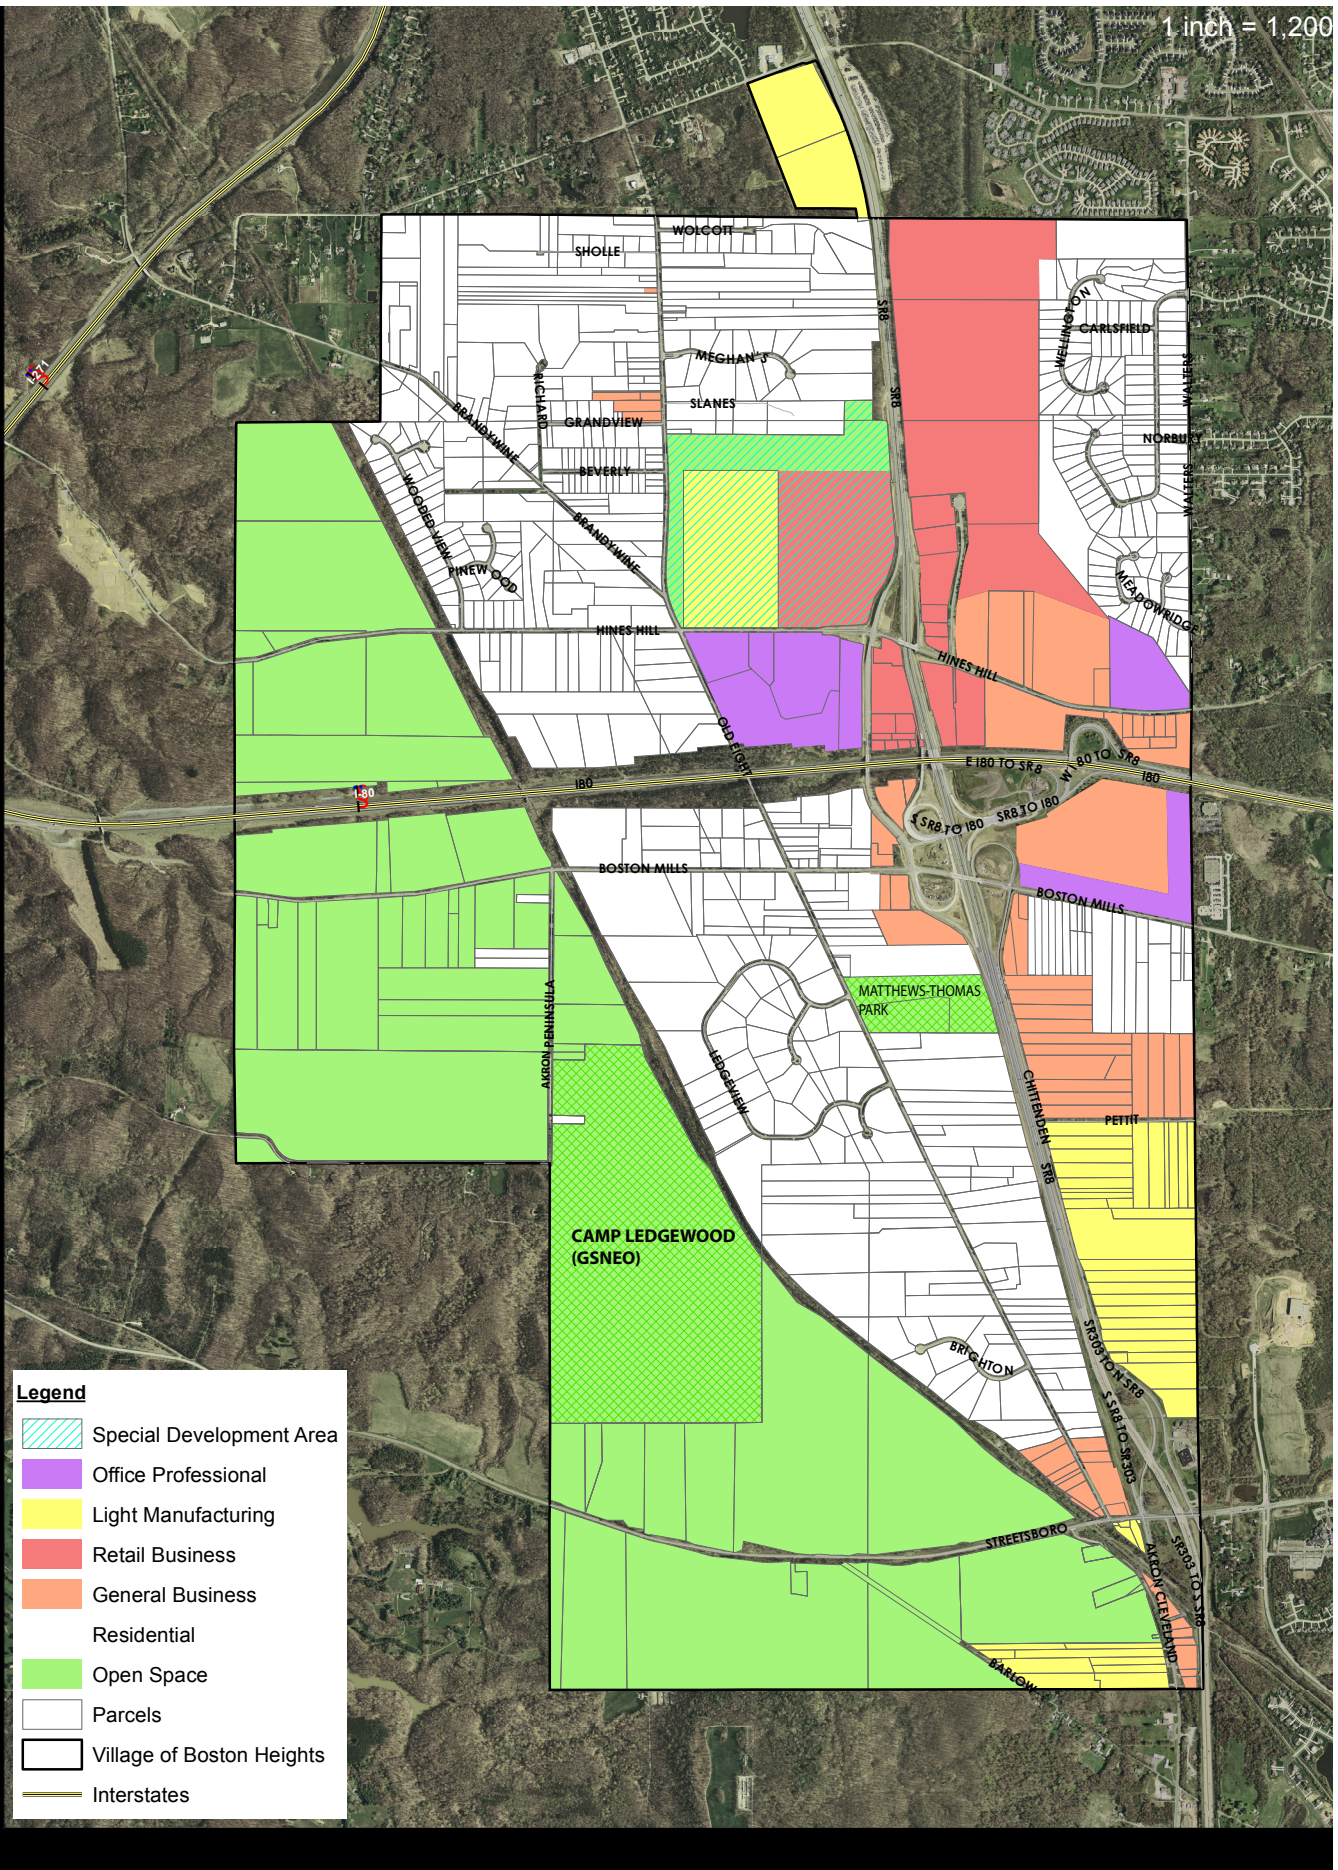 1 inch = 1,200
WOLCOTT
SHOLLE
WELLINGTON
SR8
CARLSFIELD
MEGHAN'S
WALTERS
I-271
RICHARD
SR8
SLANES
BRANDYWINE
GRANDVIEW
NORBURY
BEVERLY
WALTERS
WOODED VIEW
BRANDYWINE
PINEWOOD
MEADOWRIDGE
HINES HILL
HINES HILL
OLD EIGHT
E I80 TO SR8
W I80 TO SR8
I80
I80
I-80
S SR8 TO I80
SR8 TO I80
BOSTON MILLS
BOSTON MILLS
MATTHEWS-THOMAS
PARK
AKRON PENINSULA
LEDGEVIEW
CHITTENDEN
PETTIT
SR8
CAMP LEDGEWOOD
(GSNEO)
SR303 TO N SR8
BRIGHTON
S SR8 TO SR303
STREETSBORO
SR303 TO S SR8
AKRON CLEVELAND
BARLOW
Legend
Special Development Area
Office Professional
Light Manufacturing
Retail Business
General Business
Residential
Open Space
Parcels
Village of Boston Heights
Interstates